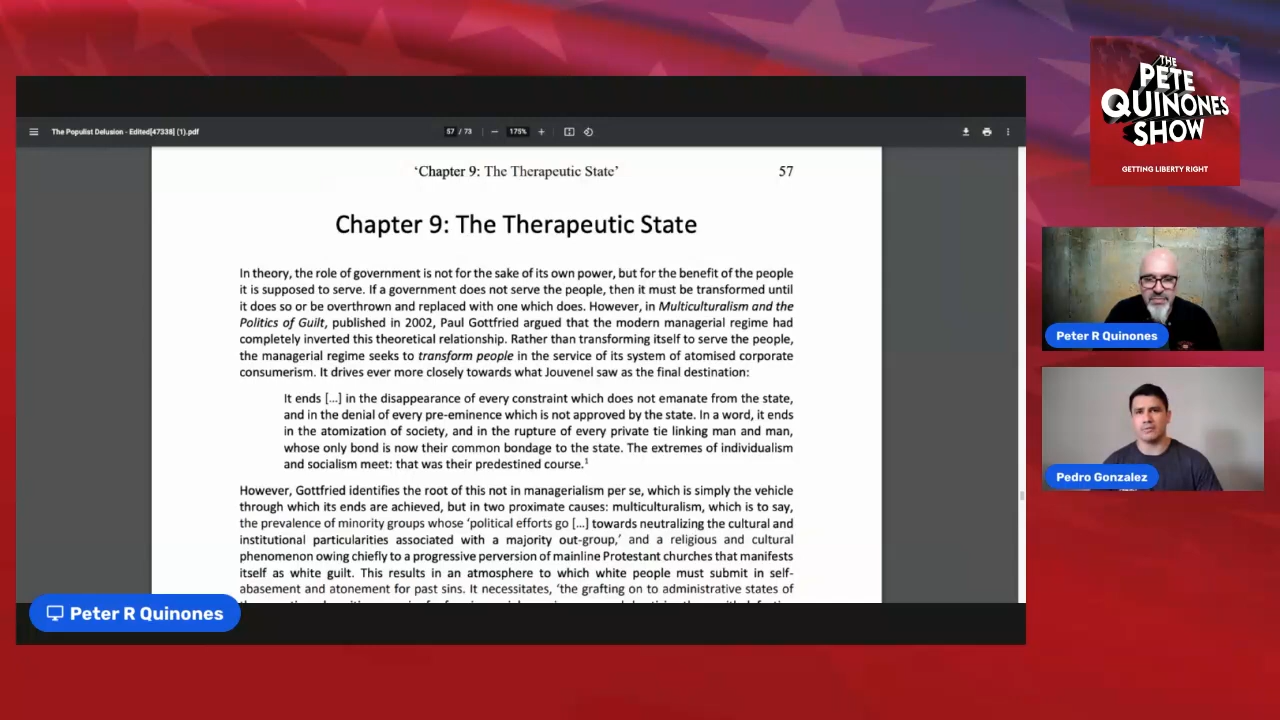 The Populist Delusion - Edited[47338] (1).pdf
57 / 73
175%
'Chapter 9: The Therapeutic State'
57
Chapter 9: The Therapeutic State
In theory, the role of government is not for the sake of its own power, but for the benefit of the people
it is supposed to serve. If a government does not serve the people, then it must be transformed until
it does so or be overthrown and replaced with one which does. However, in Multiculturalism and the
Politics of Guilt, published in 2002, Paul Gottfried argued that the modern managerial regime had
completely inverted this theoretical relationship. Rather than transforming itself to serve the people,
the managerial regime seeks to transform people in the service of its system of atomised corporate
consumerism. It drives ever more closely towards what Jouvenel saw as the final destination:
It ends [...] in the disappearance of every constraint which does not emanate from the state,
and in the denial of every pre-eminence which is not approved by the state. In a word, it ends
in the atomization of society, and in the rupture of every private tie linking man and man,
whose only bond is now their common bondage to the state. The extremes of individualism
and socialism meet: that was their predestined course.1
However, Gottfried identifies the root of this not in managerialism per se, which is simply the vehicle
through which its ends are achieved, but in two proximate causes: multiculturalism, which is to say,
the prevalence of minority groups whose 'political efforts go [...] towards neutralizing the cultural and
institutional particularities associated with a majority out-group,' and a religious and cultural
phenomenon owing chiefly to a progressive perversion of mainline Protestant churches that manifests
itself as white guilt. This results in an atmosphere to which white people must submit in self-
abasement and atonement for past sins. It necessitates, 'the grafting on to administrative states of
Peter R Quinones
THE
PETE
QUINONES
SHOW
GETTING LIBERTY RIGHT
Peter R Quinones
Pedro Gonzalez